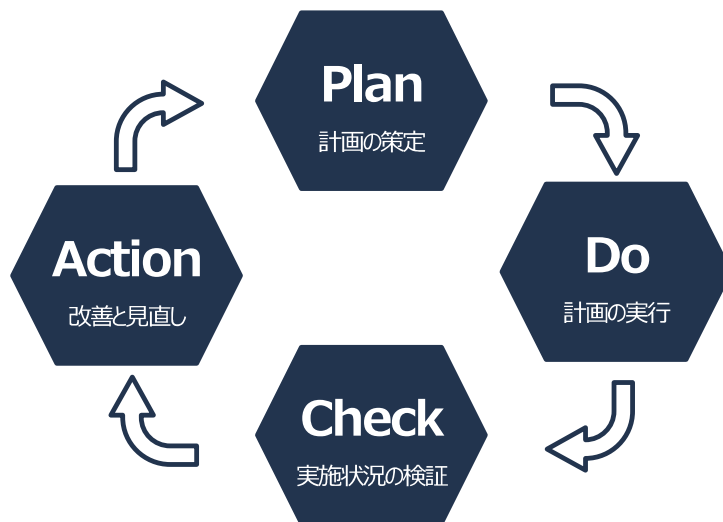 Plan
計画の策定
Do
計画の実行
Check
実施状況の検証
Action
改善と見直し